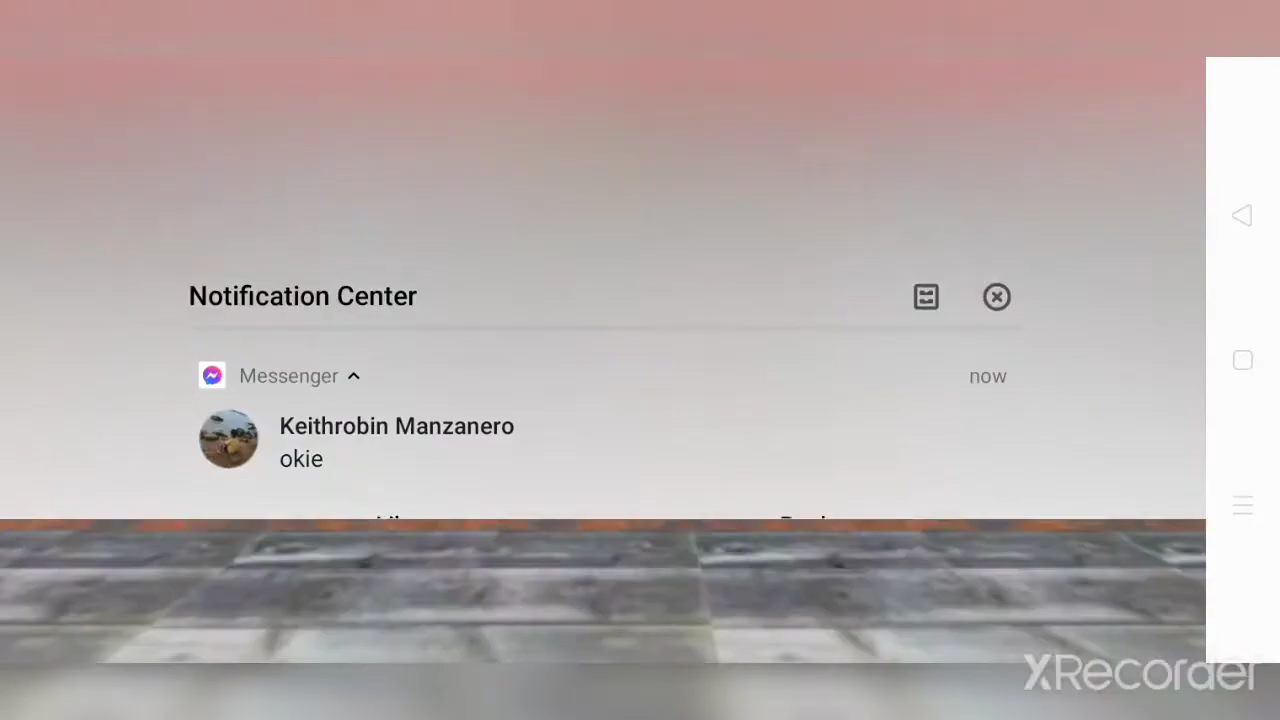 Notification Center
Messenger
now
Keithrobin Manzanero
okie
XRecorder